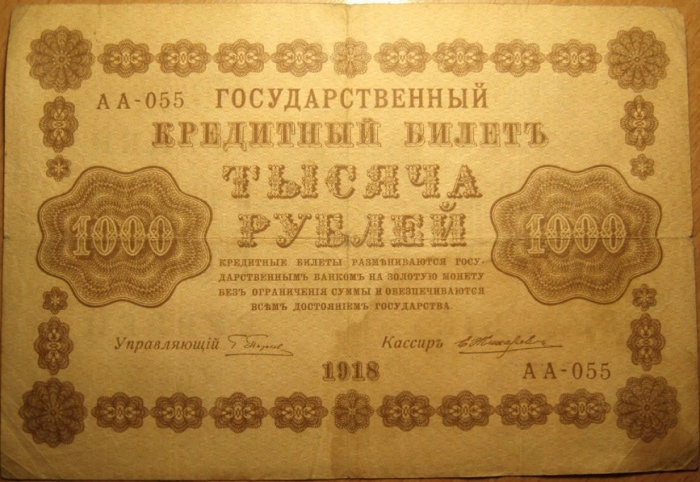 АА-055 ГОСУДАРСТВЕННЫЙ
КРЕДИТНЫЙ БИЛЕТЪ
ТЫСЯЧА
1000 РУБЛЕЙ 1000
КРЕДИТНЫЕ БИЛЕТЫ РАЗМѢНИВАЮТСЯ ГОСУ-
ДАРСТВЕННЫМЪ БАНКОМЪ НА ЗОЛОТУЮ МОНЕТУ
БЕЗЪ ОГРАНИЧЕНІЯ СУММЫ И ОБЕЗПЕЧИВАЮТСЯ
ВСѢМЪ ДОСТОЯНІЕМЪ ГОСУДАРСТВА.
Управляющій Кассиръ
1918
АА-055